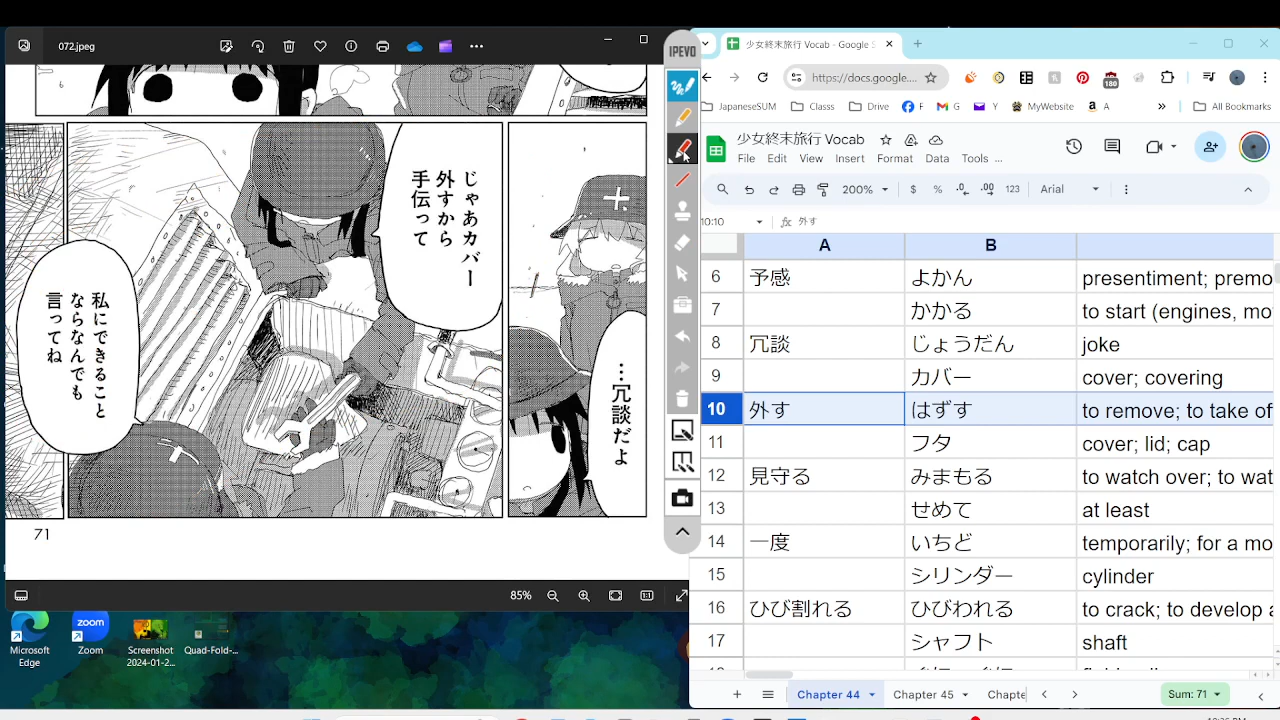 072.jpeg
…冗談だよ
じゃあカバー
外すから
手伝って
私にできること
ならなんでも
言ってね
71
85%
Microsoft
Edge
Zoom
zoom
Screenshot
2024-01-2...
Quad-Fold-...
IPEVO
少女終末旅行 Vocab - Google S
https://docs.google....
186
JapaneseSUM
Classs
Drive
F
G
Y
MyWebsite
A
All Bookmarks
少女終末旅行 Vocab
File Edit View Insert Format Data Tools ...
200%
$ % .0 .00 123 Arial
10:10
fx 外す
A B
6 予感 よかん presentiment; premo
7 かかる to start (engines, mo
8 冗談 じょうだん joke
9 カバー cover; covering
10 外す はずす to remove; to take of
11 フタ cover; lid; cap
12 見守る みまもる to watch over; to wat
13 せめて at least
14 一度 いちど temporarily; for a mo
15 シリンダー cylinder
16 ひび割れる ひびわれる to crack; to develop a
17 シャフト shaft
Chapter 44
Chapter 45
Chapte
Sum: 71